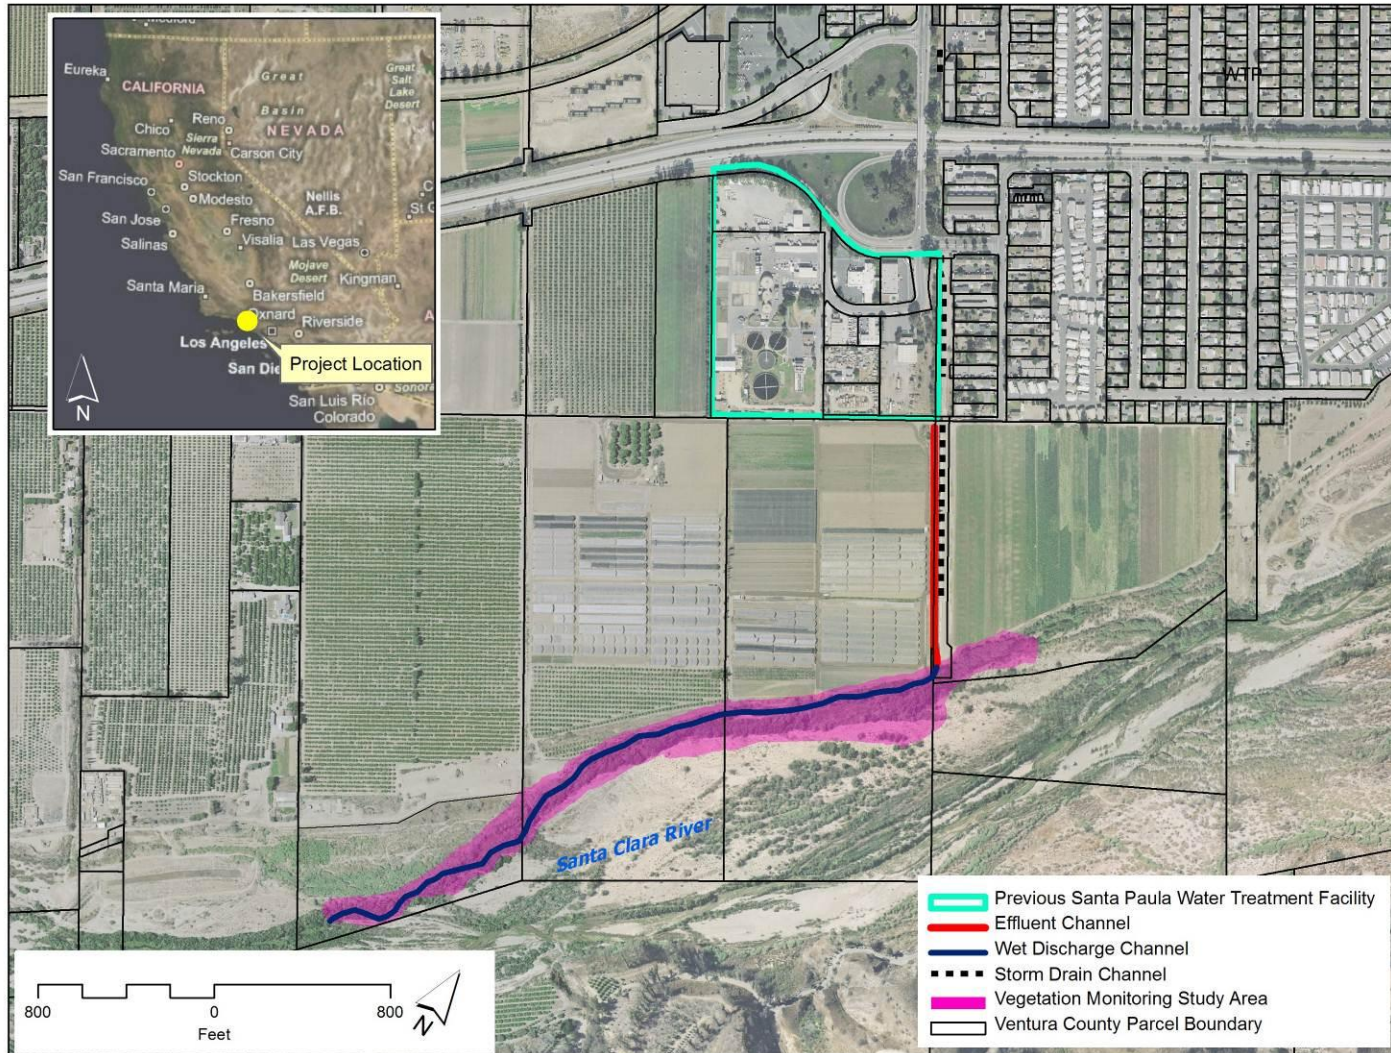 Eureka
CALIFORNIA
Great
Basin
Great
Salt
Lake
Desert
Chico
Reno
Sierra
Nevada
NEVADA
Sacramento
Carson City
San Francisco
Stockton
Modesto
Nellis
A.F.B.
San Jose
Fresno
Salinas
Visalia
Las Vegas
Mojave
Desert
Kingman
Santa Maria
Bakersfield
Oxnard
Riverside
Los Angeles
Project Location
San Luis Río
Colorado
N
WTP
Santa Clara River
Previous Santa Paula Water Treatment Facility
Effluent Channel
Wet Discharge Channel
Storm Drain Channel
Vegetation Monitoring Study Area
Ventura County Parcel Boundary
800 0 800
Feet
N